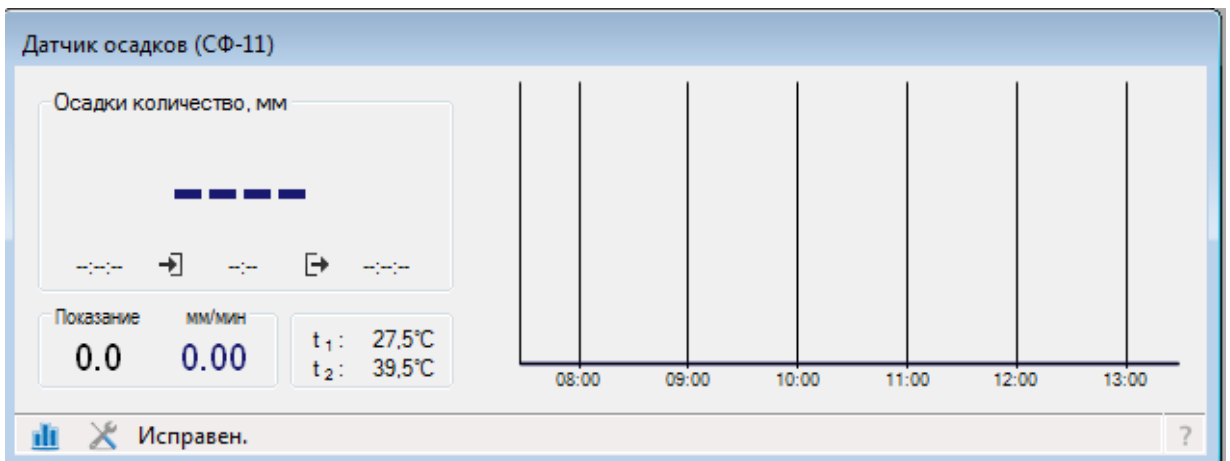 Датчик осадков (СФ-11)
Осадки количество, мм
----
--:--:-- --:-- --:--:--
Показание мм/мин
0.0 0.00
t₁: 27,5°C
t₂: 39,5°C
08:00 09:00 10:00 11:00 12:00 13:00
Исправен. ?